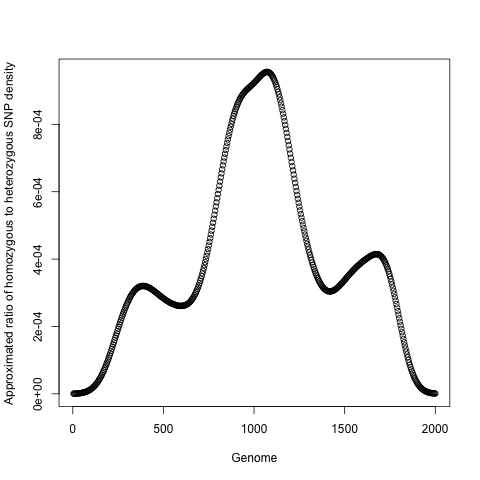 Approximated ratio of homozygous to heterozygous SNP density
8e-04
6e-04
4e-04
2e-04
0e+00
0 500 1000 1500 2000
Genome